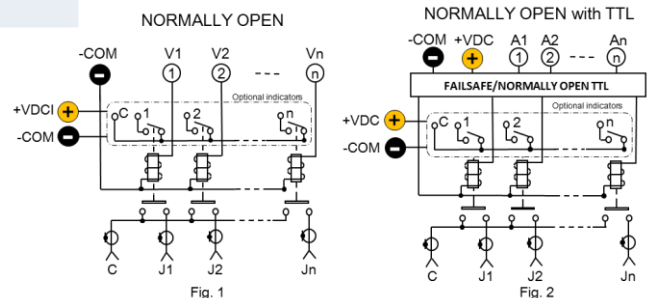 NORMALLY OPEN
-COM V1 V2 Vn
1 2 n
Optional indicators
+VDCI +
-COM
C 1 2 n
C J1 J2 Jn
Fig. 1
NORMALLY OPEN with TTL
-COM +VDC A1 A2 An
+ 1 2 n
FAILSAFE/NORMALLY OPEN TTL
Optional indicators
+VDC +
-COM
C 1 2 n
C J1 J2 Jn
Fig. 2